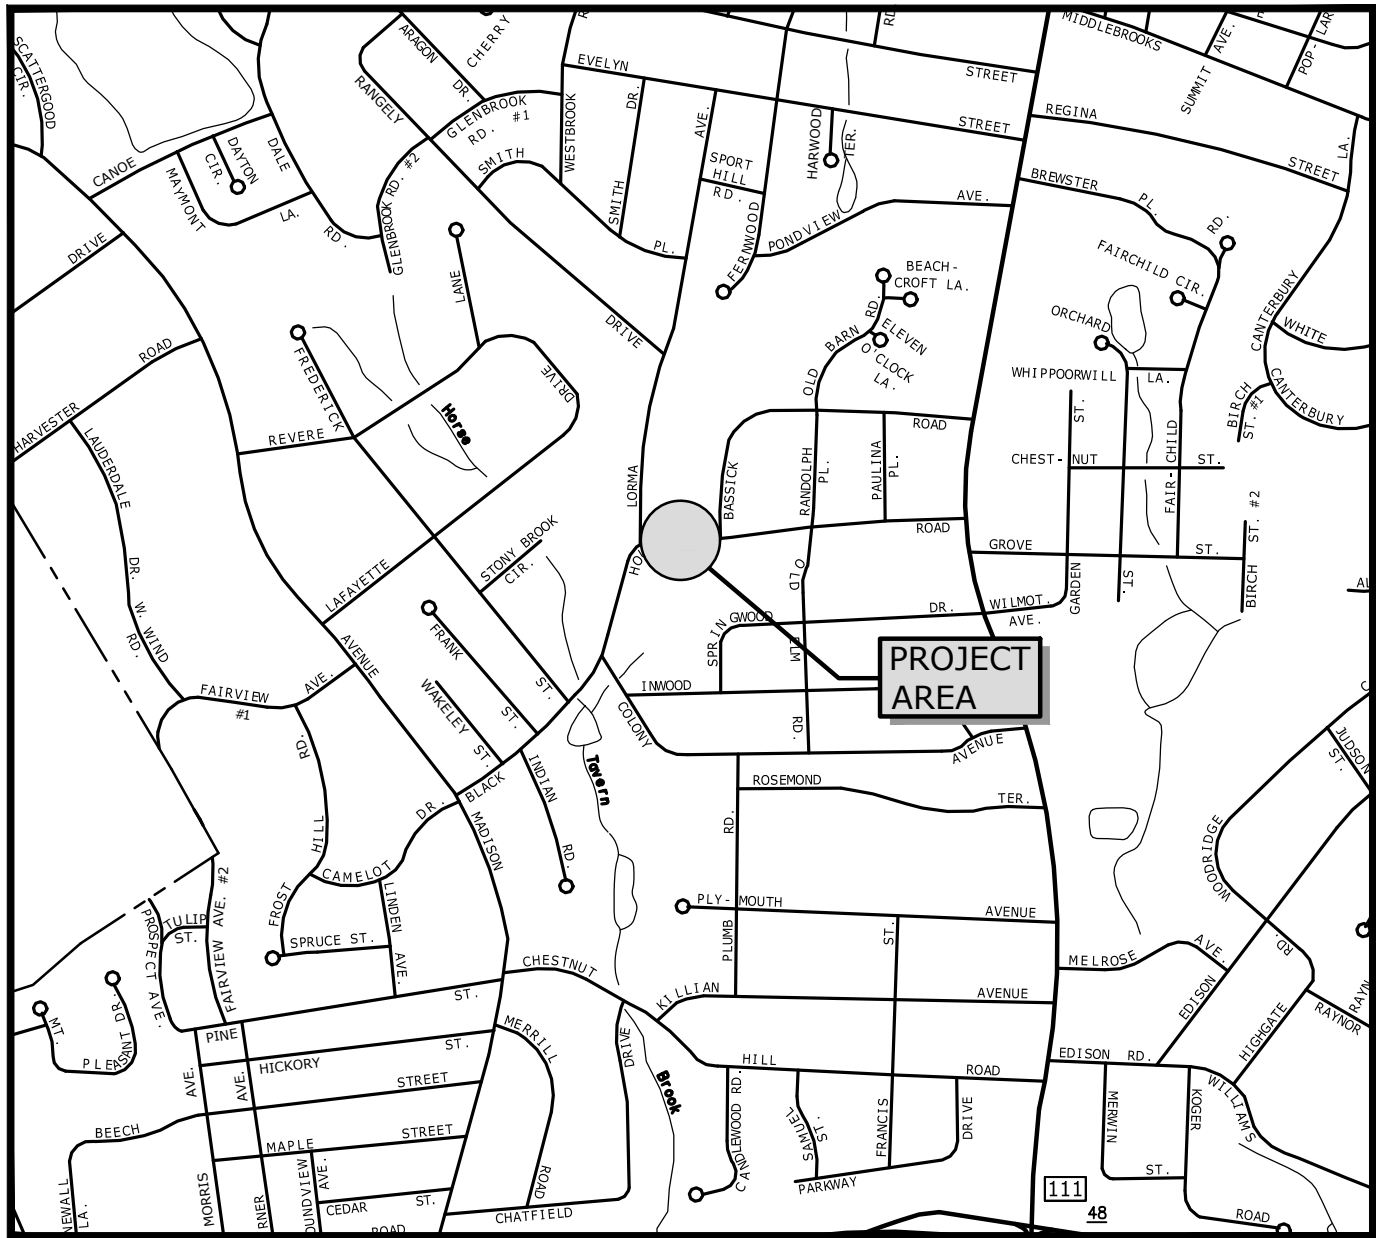 SCATTERGOOD
CIR.
CHERRY
ARAGON
DR.
RANGELY
EVELYN
STREET
RD.
MIDDLEBROOKS
SUMMIT
AVE.
POP-
LAR
CANOE
DAYTON
CIR.
DALE
RD.
MAYMONT
LA.
GLENBROOK
RD. #1
GLENBROOK RD. #2
WESTBROOK
SMITH
DR.
SMITH
PL.
AVE.
SPORT
HILL
RD.
HARWOOD
TER.
STREET
REGINA
STREET
LA.
BREWSTER
PL.
RD.
FAIRCHILD CIR.
AVE.
PONDVIEW
FERNWOOD
DRIVE
LANE
DRIVE
BEACH-
CROFT LA.
RD.
BARN
OLD
ELEVEN
O'CLOCK
LA.
ORCHARD
WHIPPOORWILL
LA.
CANTERBURY
WHITE
CANTERBURY
BIRCH
ST. #1
ROAD
HARVESTER
FREDERICK
REVERE
DRIVE
Horse
LAUDERDALE
DR.
LORMA
BASSICK
RANDOLPH
PL.
PAULINA
PL.
ROAD
ROAD
ST.
CHEST-NUT
ST.
FAIR-CHILD
BIRCH
ST. #2
GROVE
ST.
GARDEN
ST.
STONY BROOK
CIR.
LAFAYETTE
W. WIND
RD.
AVENUE
FRANK
ST.
ST.
WAKELEY
ST.
OLD
ELM
RD.
SPRIN
GWOOD
DR.
WILMOT
AVE.
INWOOD
COLONY
AVENUE
PROJECT
AREA
FAIRVIEW
#1
AVE.
RD.
HILL
FROST
Tavern
BLACK
DR.
CAMELOT
MADISON
INDIAN
RD.
LINDEN
AVE.
ROSEMOND
TER.
RD.
PLUMB
PLY-MOUTH
AVENUE
JUDSON
ST.
WOODRIDGE
RD.
PROSPECT AVE.
TULIP
ST.
FAIRVIEW AVE. #2
SPRUCE ST.
CHESTNUT
ST.
ST.
KILLIAN
AVENUE
MELROSE
AVE.
EDISON
HIGHGATE
RAYNOR
RAYN
MT.
PLEASANT DR.
PINE
ST.
HICKORY
MERRILL
ROAD
DRIVE
HILL
ROAD
EDISON RD.
WILLIAMS
AVE.
AVE.
STREET
BEECH
MAPLE
STREET
CEDAR
ST.
AVE.
MORRIS
Brook
CANDLEWOOD RD.
SAMUEL
ST.
FRANCIS
DRIVE
PARKWAY
MERWIN
ST.
KOGER
ROAD
CHATFIELD
LA.
ROAD
111
48